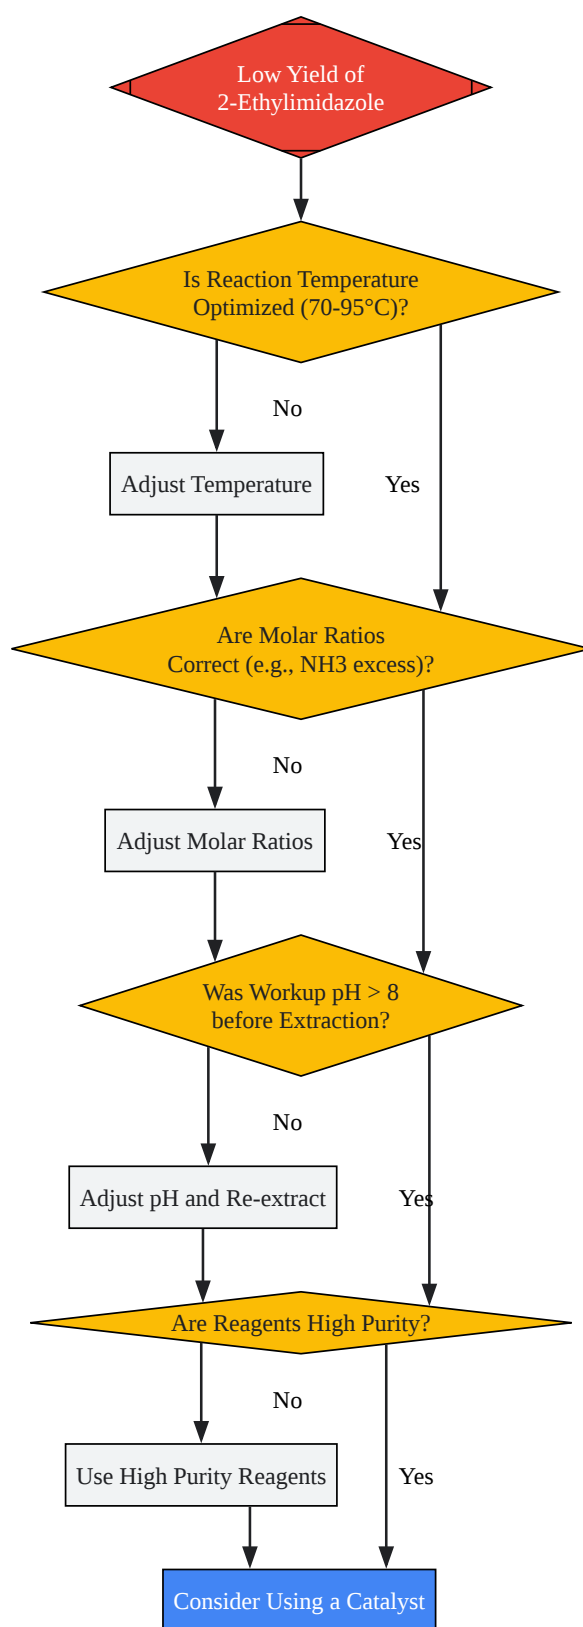 Low Yield of
2-Ethylimidazole
Is Reaction Temperature
Optimized (70-95°C)?
No
Adjust Temperature
Yes
Are Molar Ratios
Correct (e.g., NH3 excess)?
No
Adjust Molar Ratios
Yes
Was Workup pH > 8
before Extraction?
No
Adjust pH and Re-extract
Yes
Are Reagents High Purity?
No
Use High Purity Reagents
Yes
Consider Using a Catalyst